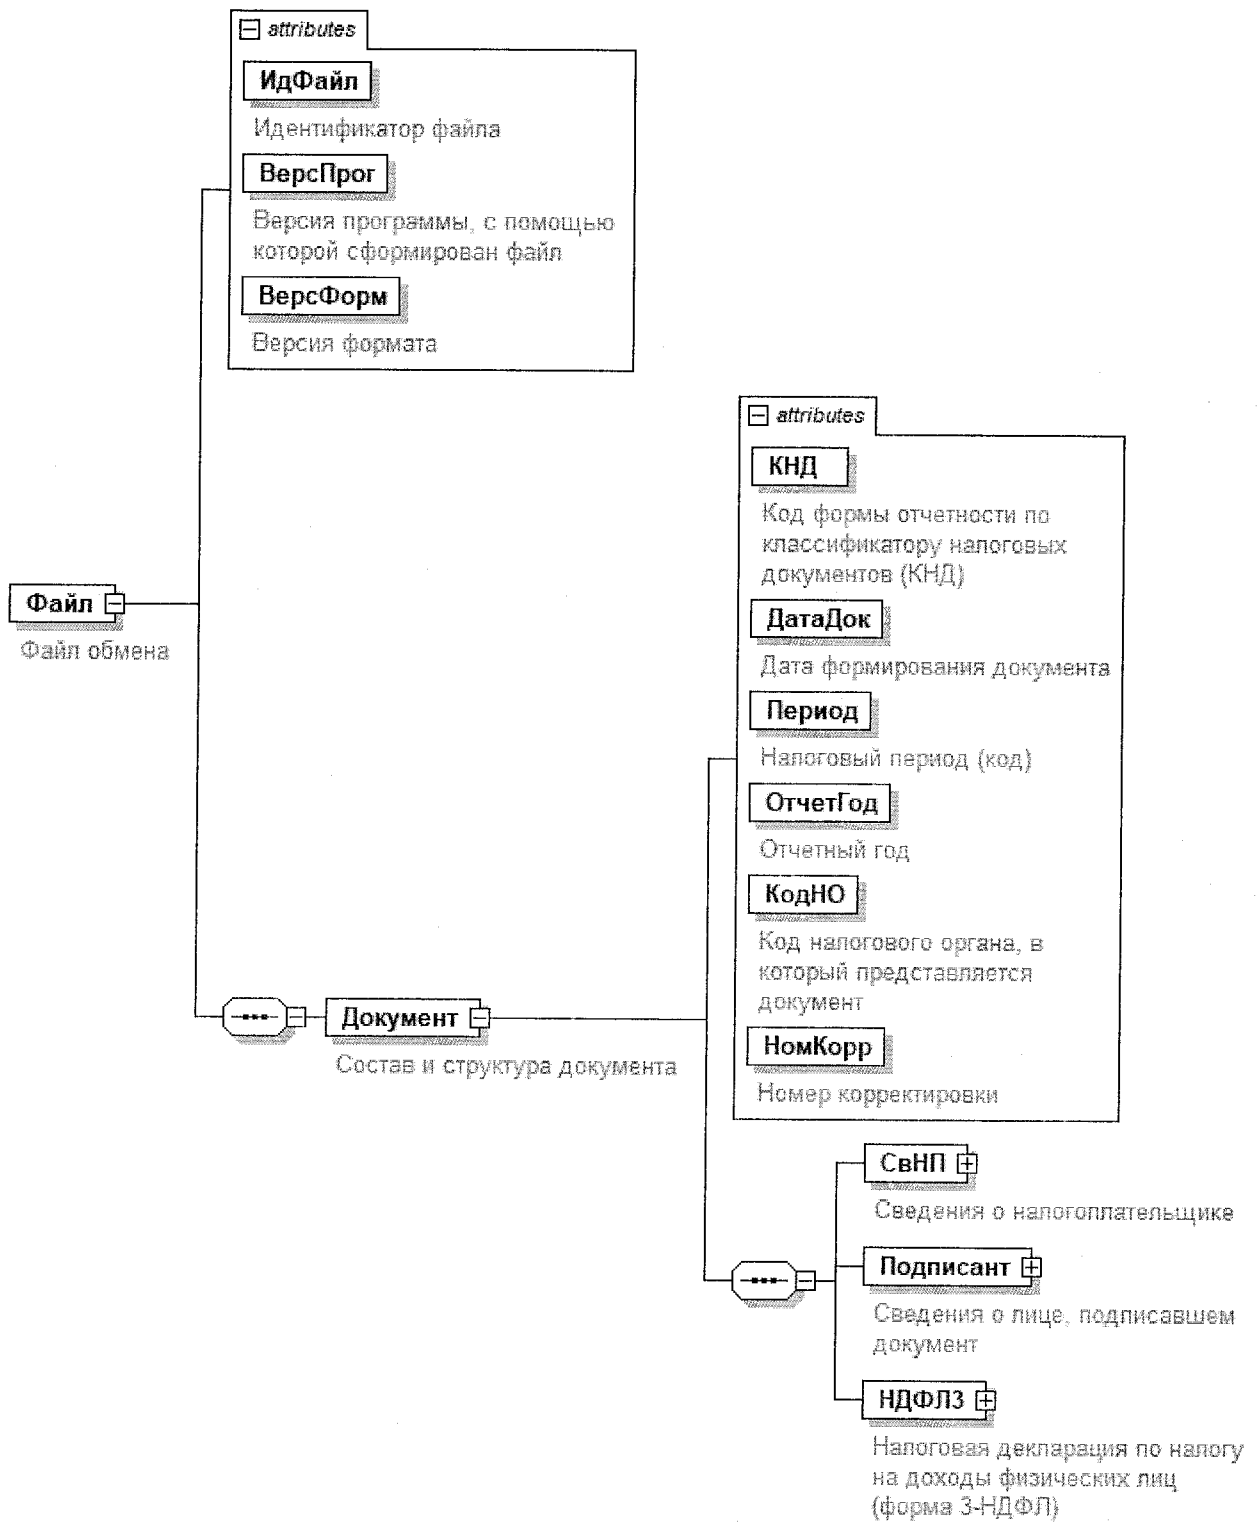 attributes
ИдФайл
Идентификатор файла
ВерсПрог
Версия программы, с помощью
которой сформирован файл
ВерсФорм
Версия формата
Файл
Файл обмена
Документ
Состав и структура документа
attributes
КНД
Код формы отчетности по
классификатору налоговых
документов (КНД)
ДатаДок
Дата формирования документа
Период
Налоговый период (код)
ОтчетГод
Отчетный год
КодНО
Код налогового органа, в
который представляется
документ
НомКорр
Номер корректировки
СвНП
Сведения о налогоплательщике
Подписант
Сведения о лице, подписавшем
документ
НДФЛ3
Налоговая декларация по налогу
на доходы физических лиц
(форма 3-НДФЛ)